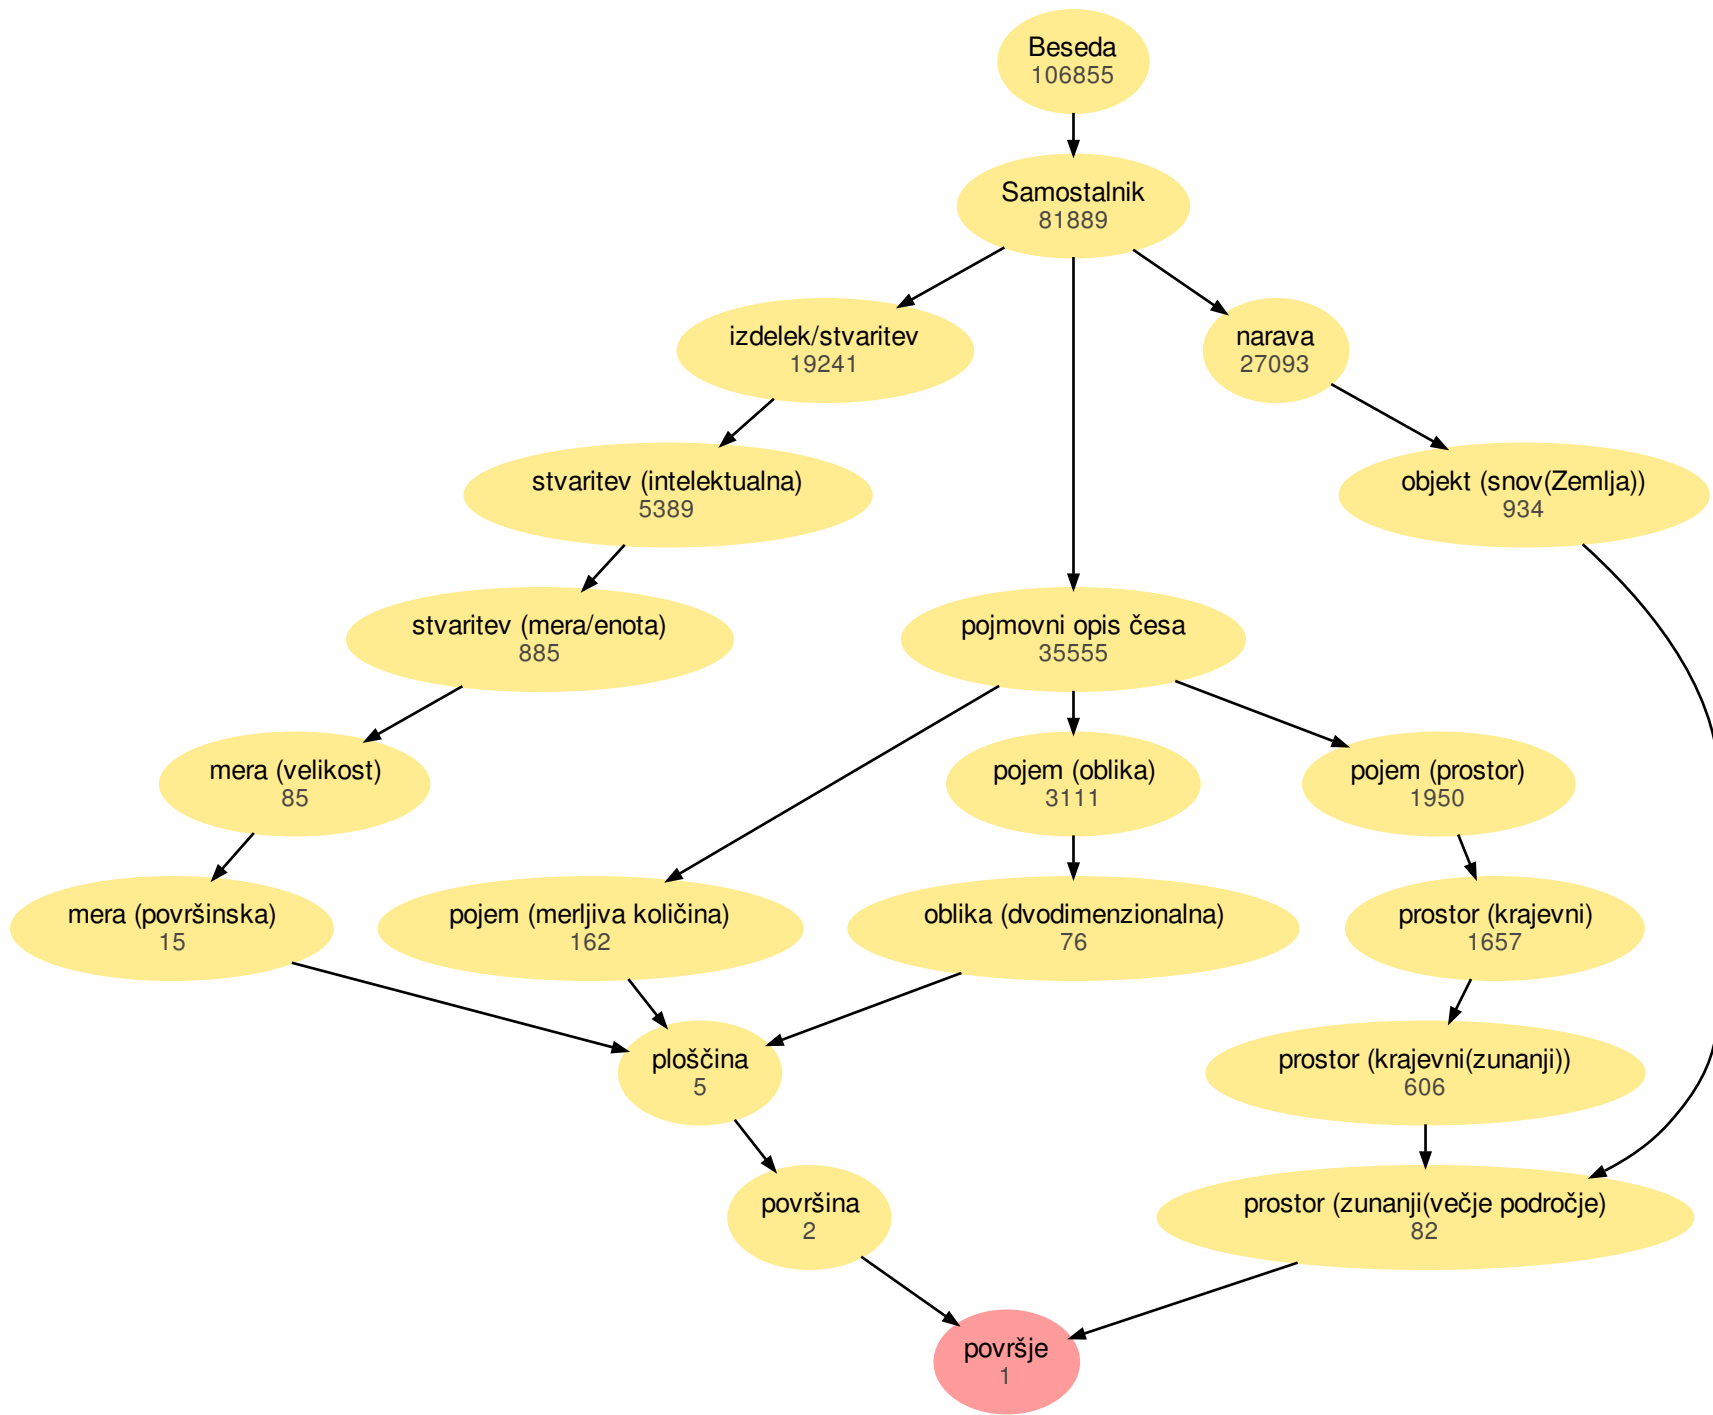 Beseda
106855
Samostalnik
81889
izdelek/stvaritev
19241
narava
27093
stvaritev (intelektualna)
5389
objekt (snov(Zemlja))
934
stvaritev (mera/enota)
885
pojmovni opis česa
35555
mera (velikost)
85
pojem (oblika)
3111
pojem (prostor)
1950
mera (površinska)
15
pojem (merljiva količina)
162
oblika (dvodimenzionalna)
76
prostor (krajevni)
1657
ploščina
5
prostor (krajevni(zunanji))
606
površina
2
prostor (zunanji(večje področje)
82
površje
1